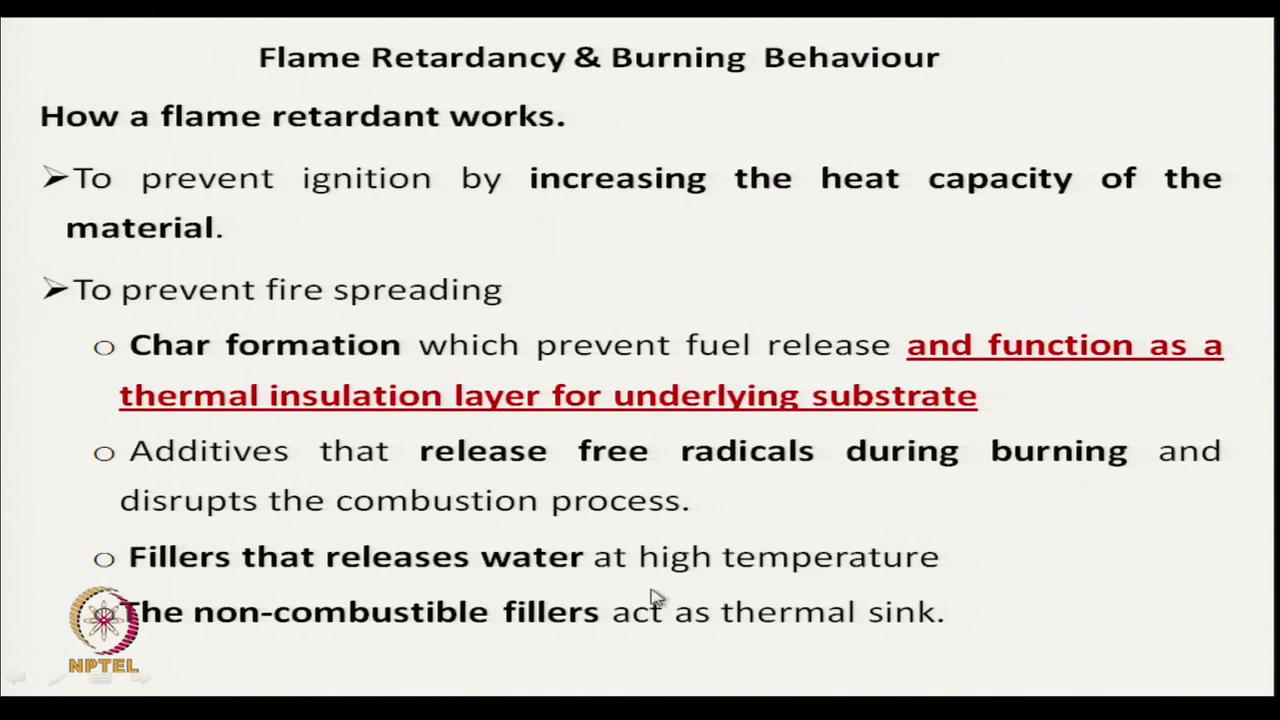 Flame Retardancy & Burning Behaviour
How a flame retardant works.
➢To prevent ignition by increasing the heat capacity of the
material.
➢To prevent fire spreading
o Char formation which prevent fuel release and function as a
thermal insulation layer for underlying substrate
o Additives that release free radicals during burning and
disrupts the combustion process.
o Fillers that releases water at high temperature
The non-combustible fillers act as thermal sink.
NPTEL